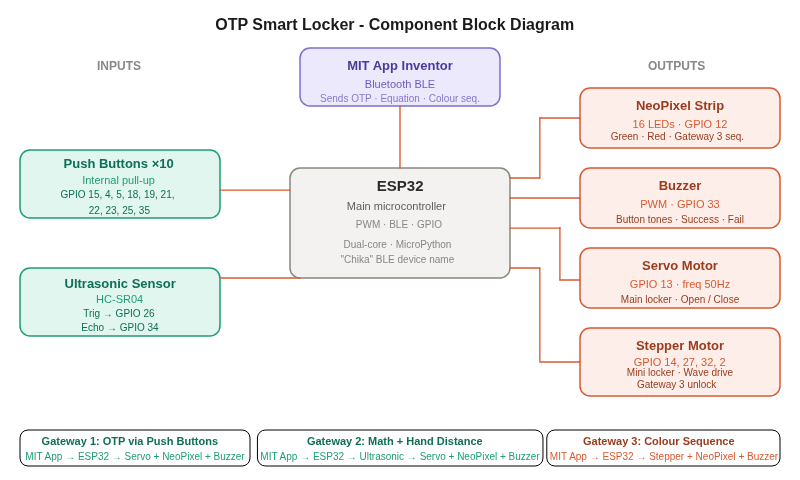 OTP Smart Locker - Component Block Diagram
INPUTS
OUTPUTS
MIT App Inventor
Bluetooth BLE
Sends OTP · Equation · Colour seq.
Push Buttons ×10
Internal pull-up
GPIO 15, 4, 5, 18, 19, 21,
22, 23, 25, 35
Ultrasonic Sensor
HC-SR04
Trig → GPIO 26
Echo → GPIO 34
ESP32
Main microcontroller
PWM · BLE · GPIO
Dual-core · MicroPython
"Chika" BLE device name
NeoPixel Strip
16 LEDs · GPIO 12
Green · Red · Gateway 3 seq.
Buzzer
PWM · GPIO 33
Button tones · Success · Fail
Servo Motor
GPIO 13 · freq 50Hz
Main locker · Open / Close
Stepper Motor
GPIO 14, 27, 32, 2
Mini locker · Wave drive
Gateway 3 unlock
Gateway 1: OTP via Push Buttons
MIT App → ESP32 → Servo + NeoPixel + Buzzer
Gateway 2: Math + Hand Distance
MIT App → ESP32 → Ultrasonic → Servo + NeoPixel + Buzzer
Gateway 3: Colour Sequence
MIT App → ESP32 → Stepper + NeoPixel + Buzzer